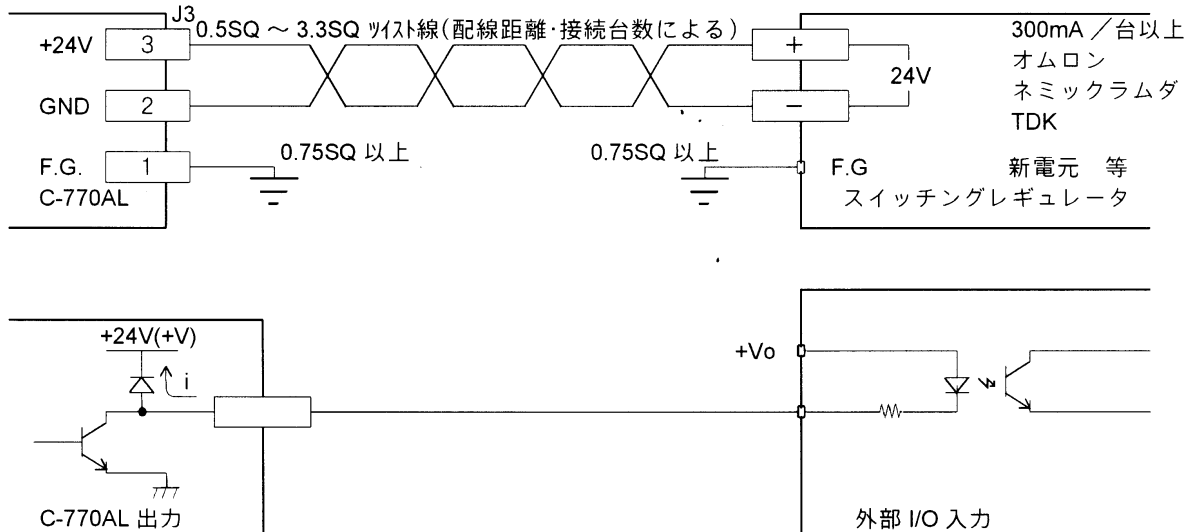 J3
0.5SQ ～ 3.3SQ ﾂｲｽﾄ線(配線距離･接続台数による)
+24V
3
+
24V
300mA ／台以上
オムロン
ネミックラムダ
TDK
新電元 等
スイッチングレギュレータ
GND
2
−
F.G.
1
0.75SQ 以上
0.75SQ 以上
F.G
C-770AL
+24V(+V)
i
C-770AL 出力
+Vo
外部 I/O 入力